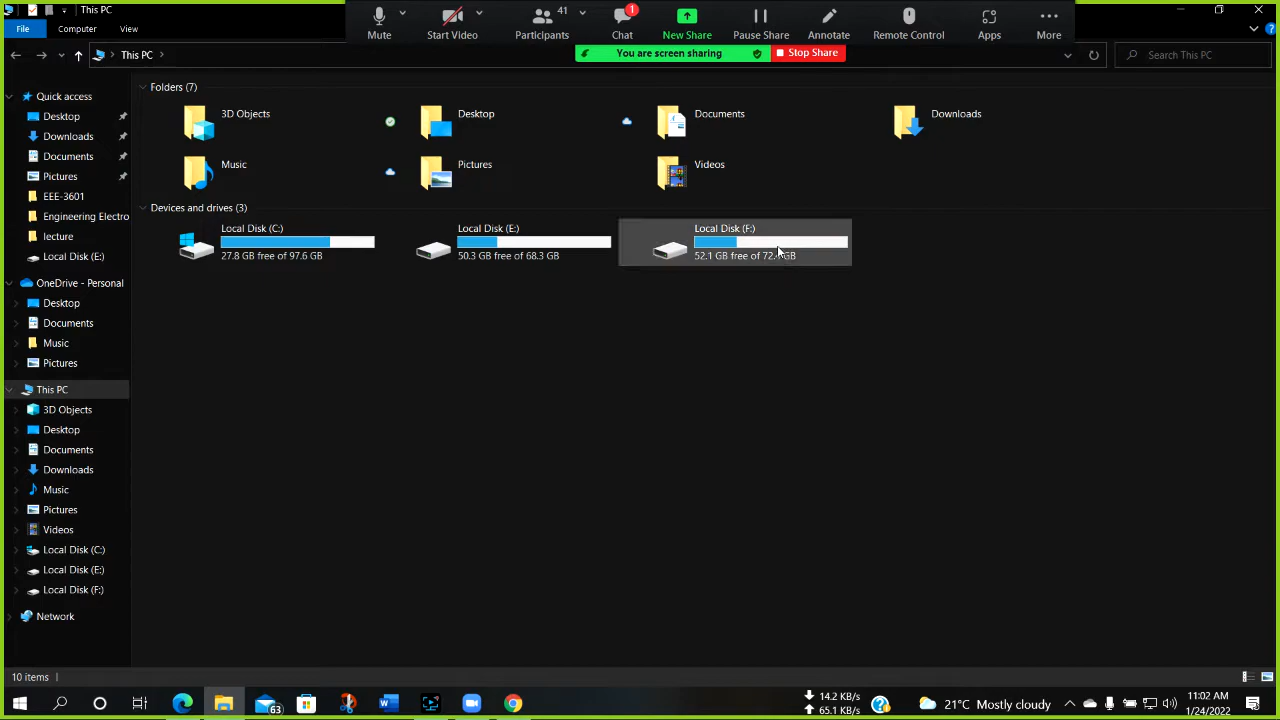 This PC
Mute
Start Video
41
Participants
1
Chat
New Share
Pause Share
Annotate
Remote Control
Apps
More
File
Computer
View
You are screen sharing
Stop Share
This PC
Search This PC
Quick access
Desktop
Downloads
Documents
Pictures
EEE-3601
Engineering Electro
lecture
Local Disk (E:)
OneDrive - Personal
Desktop
Documents
Music
Pictures
This PC
3D Objects
Desktop
Documents
Downloads
Music
Pictures
Videos
Local Disk (C:)
Local Disk (E:)
Local Disk (F:)
Network
Folders (7)
3D Objects
Desktop
Documents
Downloads
Music
Pictures
Videos
Devices and drives (3)
Local Disk (C:)
27.8 GB free of 97.6 GB
Local Disk (E:)
50.3 GB free of 68.3 GB
Local Disk (F:)
52.1 GB free of GB
10 items
63
14.2 KB/s
65.1 KB/s
21°C Mostly cloudy
11:02 AM
1/24/2022